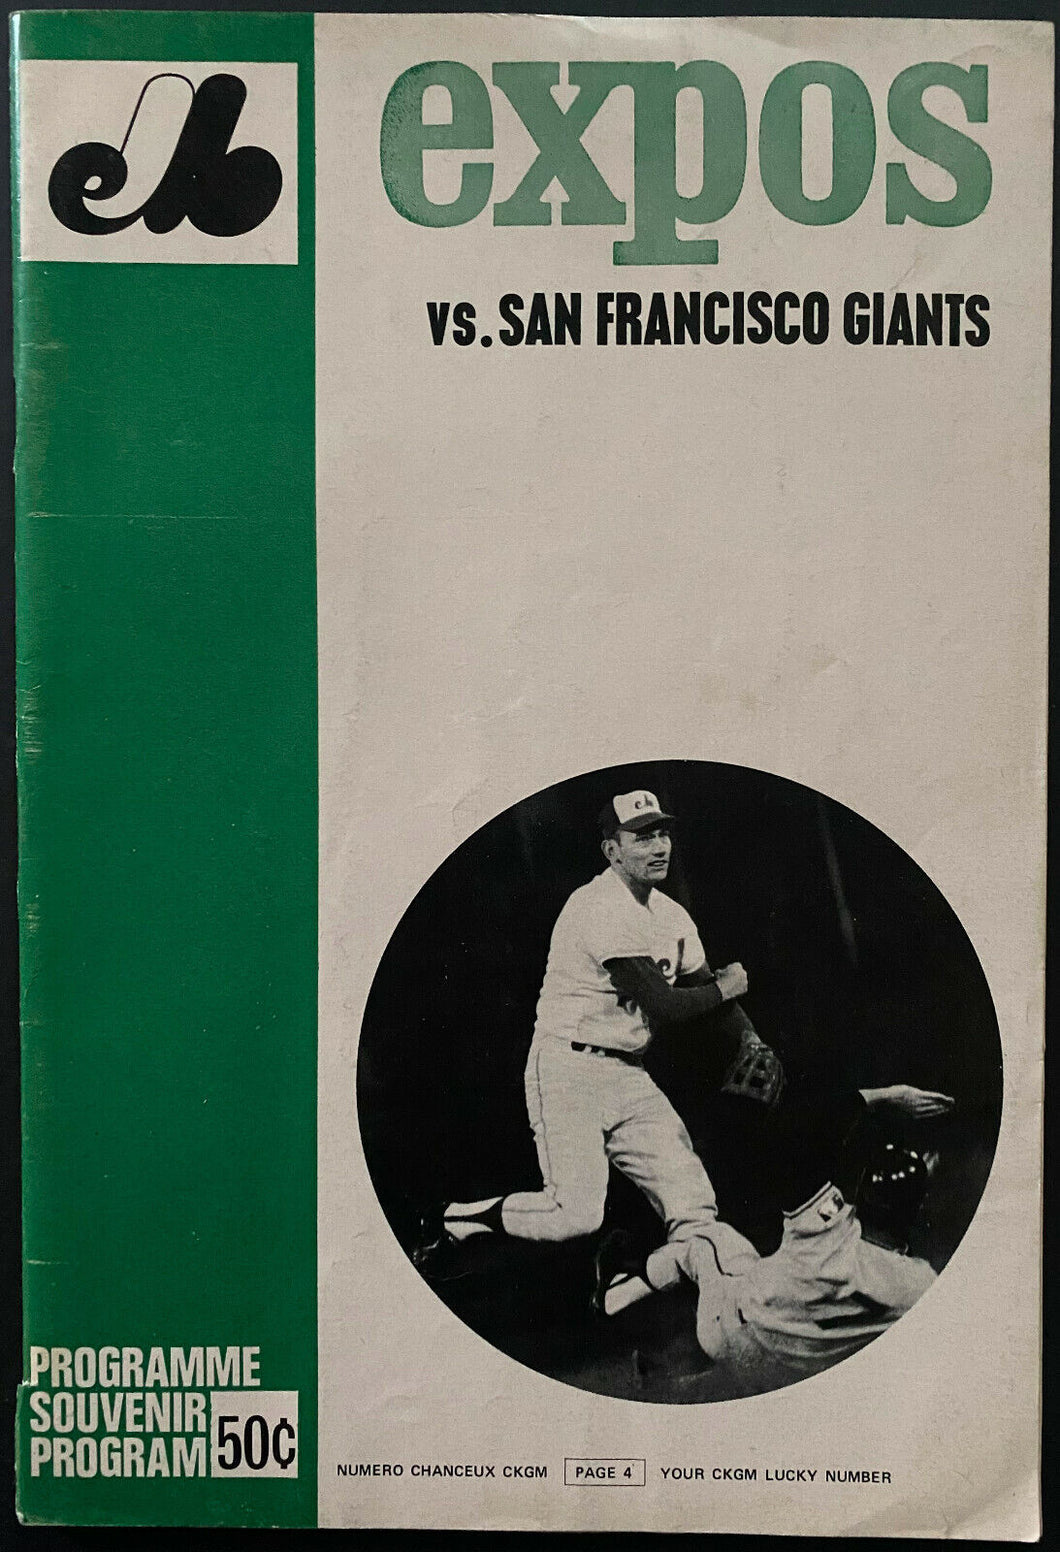 expos
vs. SAN FRANCISCO GIANTS
PROGRAMME
SOUVENIR
PROGRAM 50¢
NUMERO CHANCEUX CKGM PAGE 4 YOUR CKGM LUCKY NUMBER